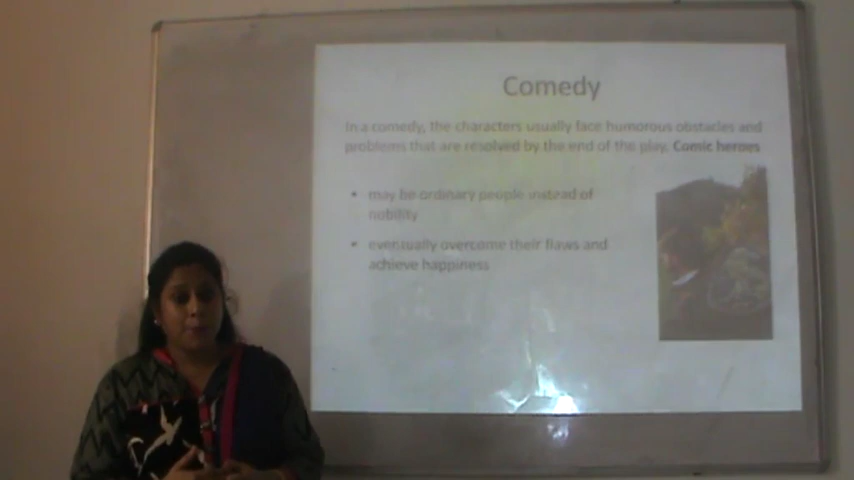 Comedy
In a comedy, the characters usually face humorous obstacles and
problems that are resolved by the end of the play. Comic heroes
• may be ordinary people instead of
nobility
• eventually overcome their flaws and
achieve happiness